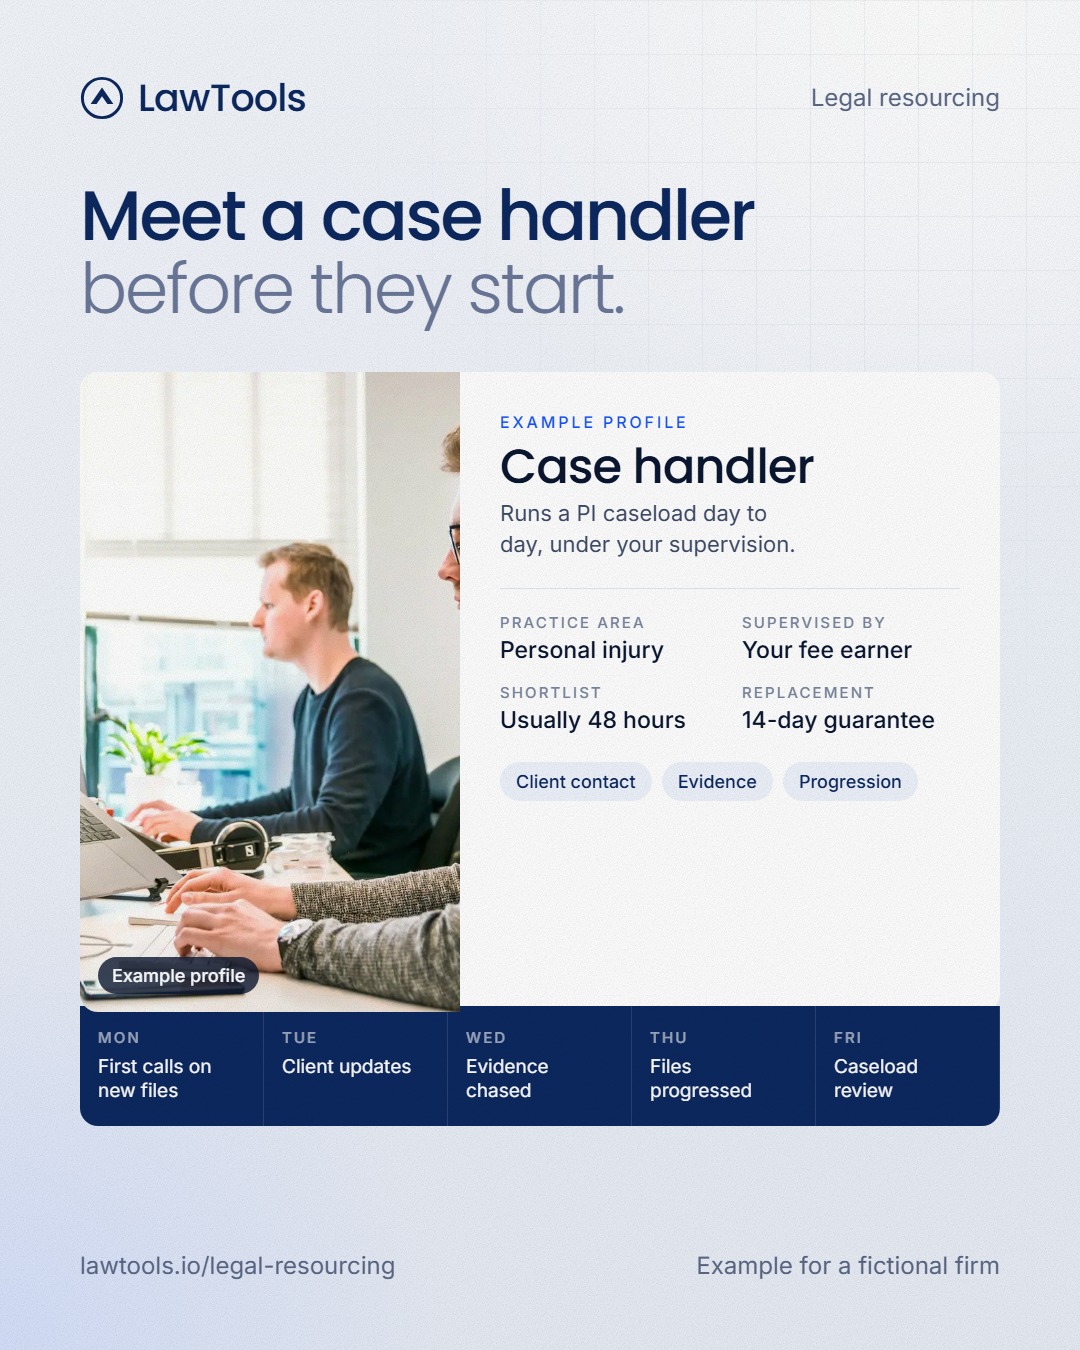 LawTools
Legal resourcing
Meet a case handler
before they start.
EXAMPLE PROFILE
Case handler
Runs a PI caseload day to
day, under your supervision.
PRACTICE AREA
Personal injury
SUPERVISED BY
Your fee earner
SHORTLIST
Usually 48 hours
REPLACEMENT
14-day guarantee
Client contact
Evidence
Progression
Example profile
MON
First calls on
new files
TUE
Client updates
WED
Evidence
chased
THU
Files
progressed
FRI
Caseload
review
lawtools.io/legal-resourcing
Example for a fictional firm